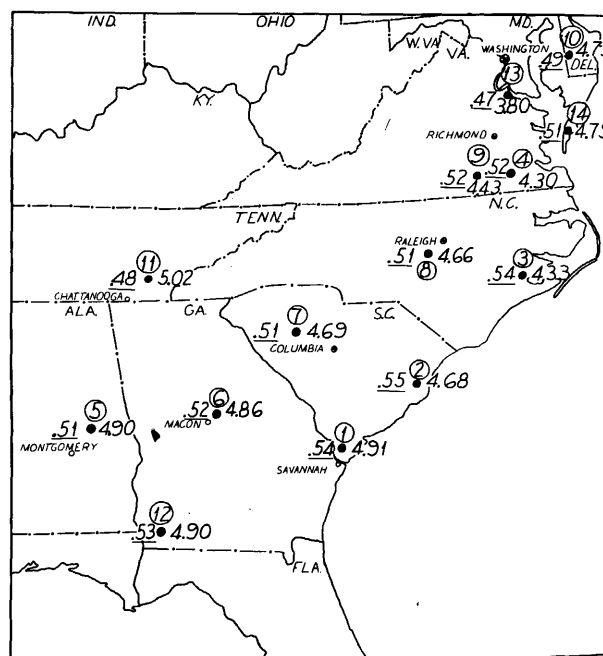 IND. OHIO MD.
W.VA. VA. WASHINGTON
⑩
.49 4.7
DEL.
⑬
.47 3.80
KY.
⑭
.51 4.75
RICHMOND
⑨ ④
.52 4.43 .52 4.30
N.C.
TENN.
RALEIGH
.51 4.66
⑧
③
.54 4.33
⑪
.48 5.02
CHATTANOOGA
ALA. GA. S.C.
⑦
.51 4.69
COLUMBIA
②
.55 4.68
⑥
.52 4.86
MACON
⑤
.51 4.90
MONTGOMERY
①
.54 4.91
SAVANNAH
⑫
.53 4.90
FLA.